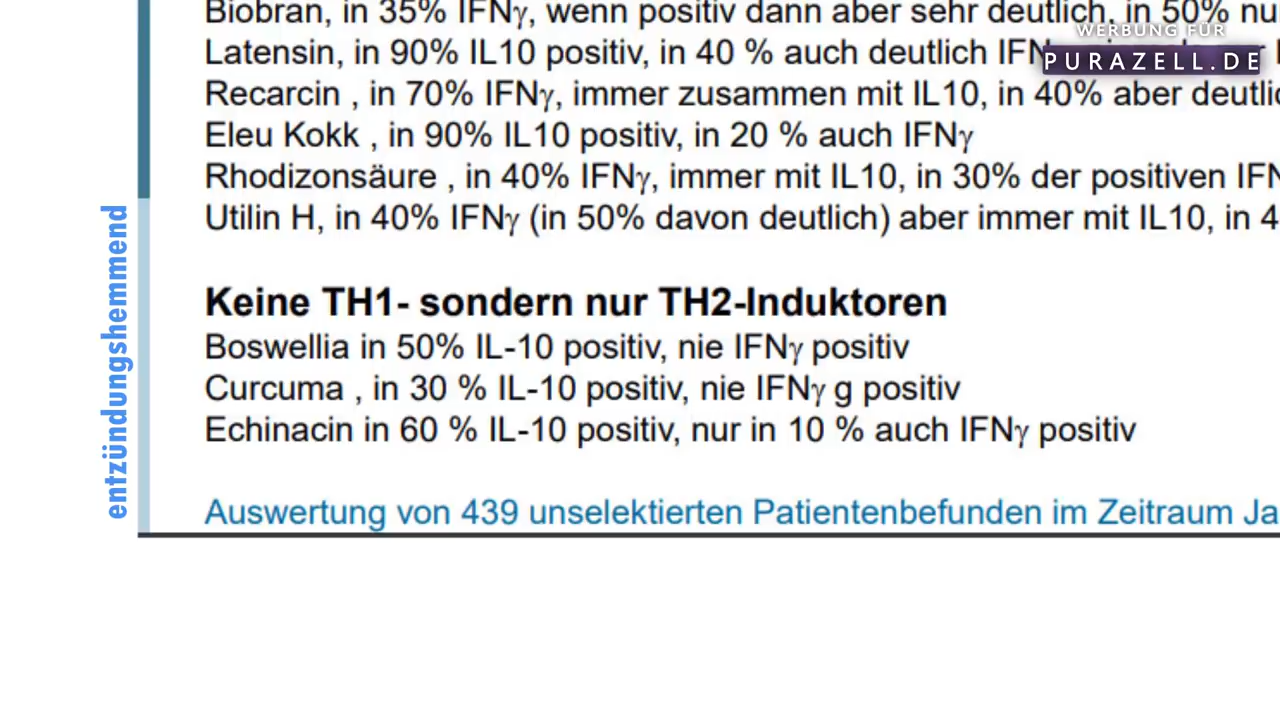 Biobran, in 35% IFNγ, wenn positiv dann aber sehr deutlich, in 50% nu
WERBUNG FÜR
Latensin, in 90% IL10 positiv, in 40 % auch deutlich IFN
PURAZELL.DE
Recarcin , in 70% IFNγ, immer zusammen mit IL10, in 40% aber deutli
Eleu Kokk , in 90% IL10 positiv, in 20 % auch IFNγ
Rhodizonsäure , in 40% IFNγ, immer mit IL10, in 30% der positiven IFN
Utilin H, in 40% IFNγ (in 50% davon deutlich) aber immer mit IL10, in 4
entzÜndungshemmend
Keine TH1- sondern nur TH2-Induktoren
Boswellia in 50% IL-10 positiv, nie IFNγ positiv
Curcuma , in 30 % IL-10 positiv, nie IFNγ g positiv
Echinacin in 60 % IL-10 positiv, nur in 10 % auch IFNγ positiv
Auswertung von 439 unselektierten Patientenbefunden im Zeitraum Ja